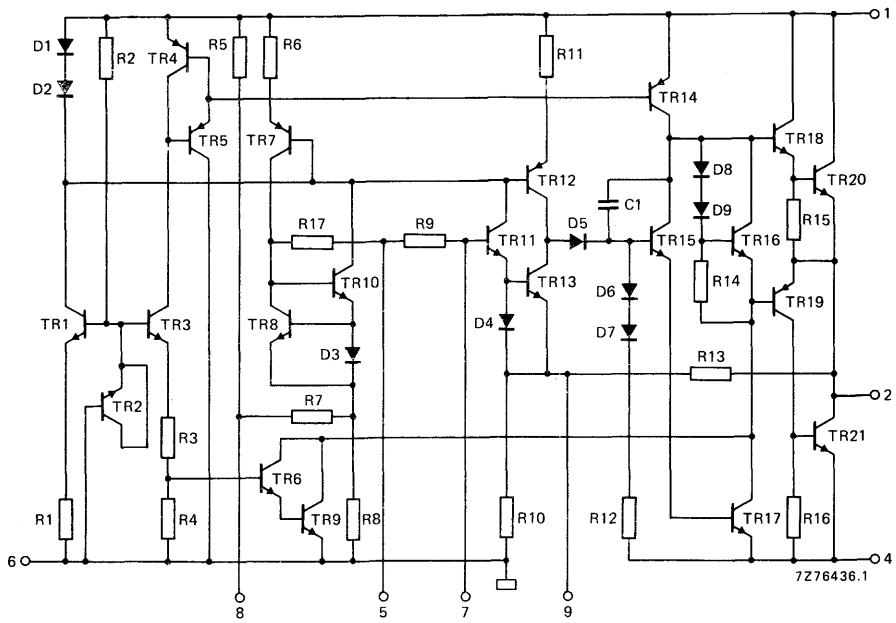 1
D1
R2
TR4
R5
R6
R11
D2
TR14
TR5
TR7
TR18
D8
TR12
TR20
C1
D9
R15
R17
R9
D5
TR11
TR15
TR16
TR10
TR13
R14
D6
TR19
TR1
TR3
TR8
D4
D7
D3
R13
TR2
R7
2
R3
TR21
TR6
R1
R4
TR9
R8
R10
R12
TR17
R16
6
4
7Z76436.1
8
5
7
9